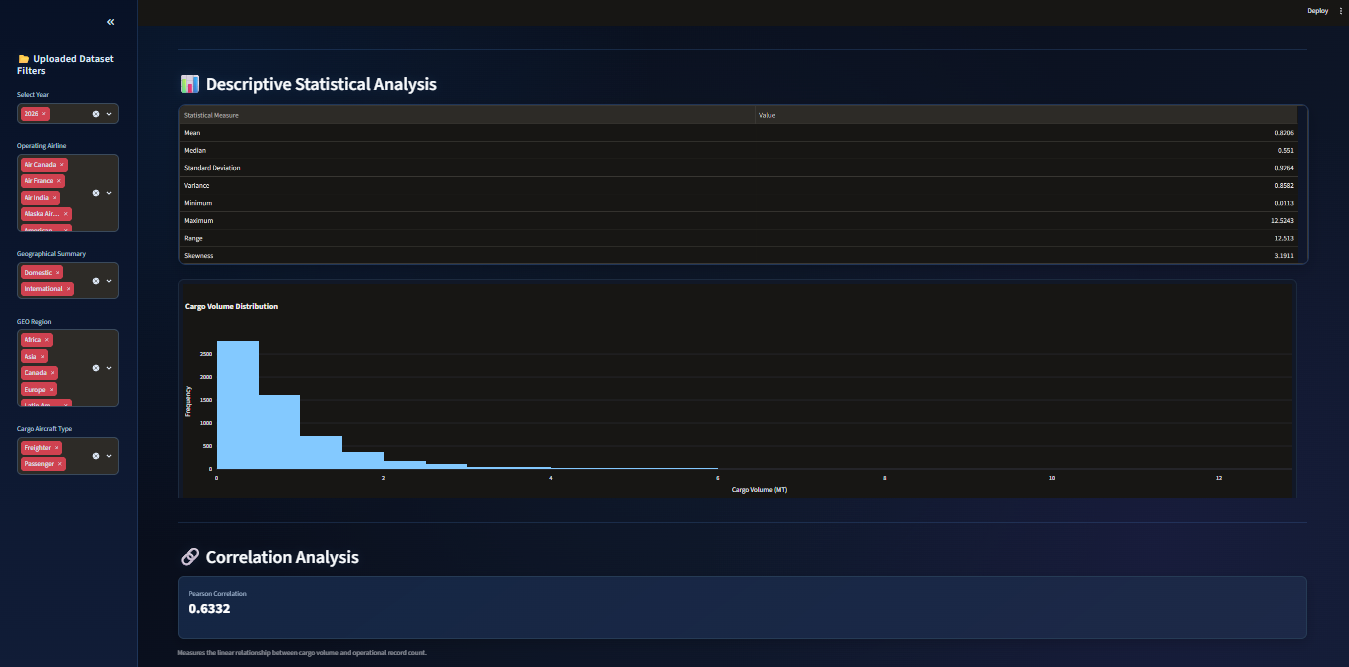 Deploy
Uploaded Dataset
Filters
Select Year
2026
Operating Airline
Air Canada
Air France
Air India
Alaska Air...
American...
Geographical Summary
Domestic
International
GEO Region
Africa
Asia
Canada
Europe
Latin Am...
Cargo Aircraft Type
Freighter
Passenger
Descriptive Statistical Analysis
Statistical Measure Value
Mean 0.8206
Median 0.551
Standard Deviation 0.9264
Variance 0.8582
Minimum 0.0113
Maximum 12.5243
Range 12.513
Skewness 3.1911
Cargo Volume Distribution
Frequency
2500
2000
1500
1000
500
0
0 2 4 6 8 10 12
Cargo Volume (MT)
Correlation Analysis
Pearson Correlation
0.6332
Measures the linear relationship between cargo volume and operational record count.